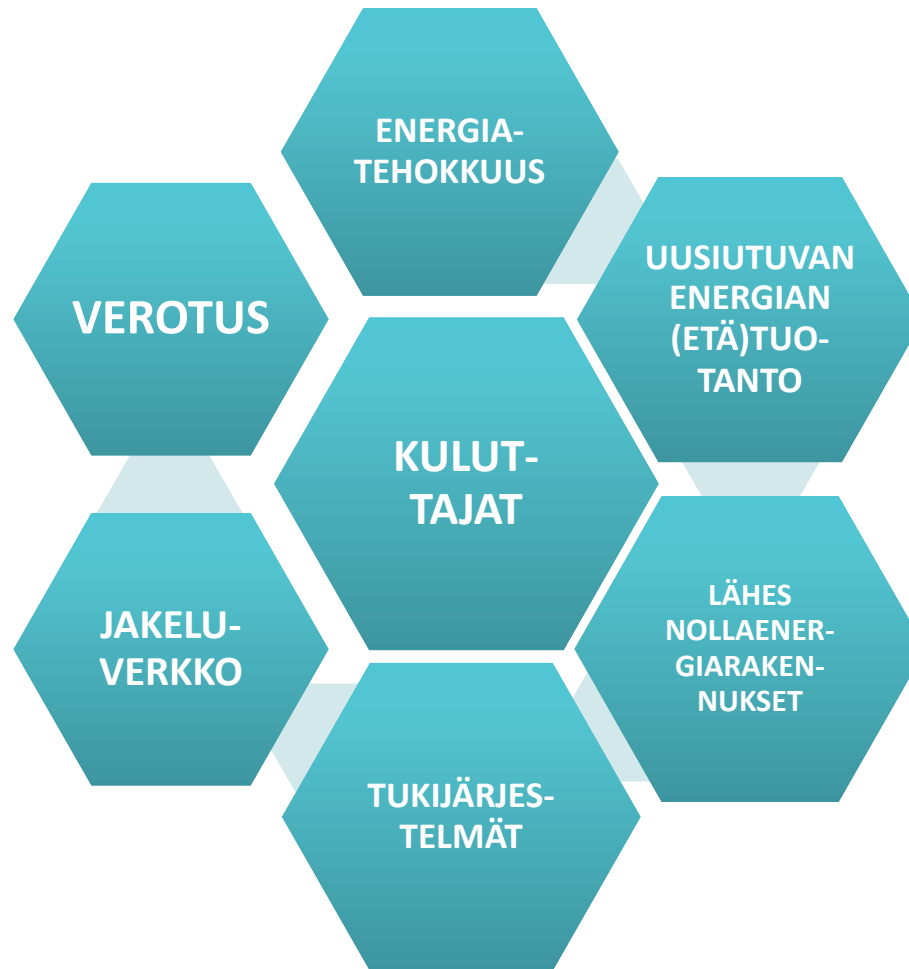 ENERGIA-
TEHOKKUUS
UUSIUTUVAN
ENERGIAN
(ETÄ)TUO-
TANTO
VEROTUS
KULUT-
TAJAT
LÄHES
NOLLAENER-
GIARAKEN-
NUKSET
JAKELU-
VERKKO
TUKIJÄRJES-
TELMÄT